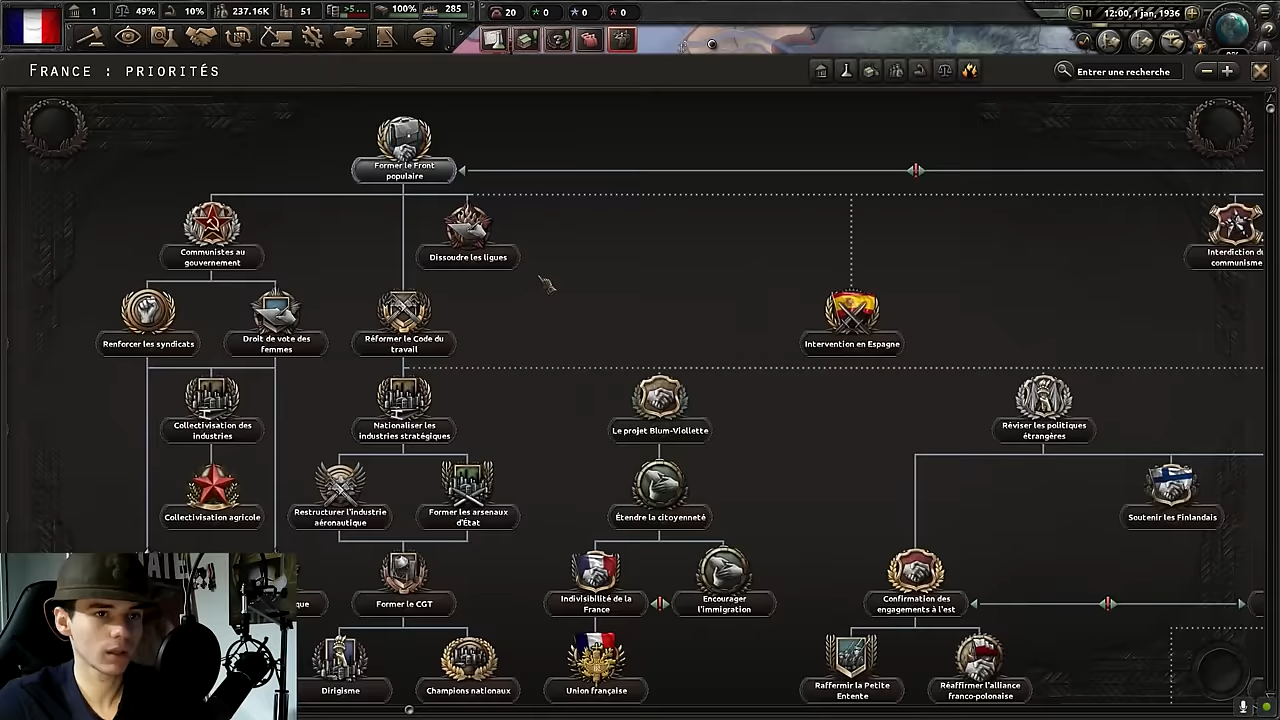 1 49% 10% 237.16K 51 >5... 100% 285 20 0 0 0 12:00, 1 jan, 1936
FRANCE : PRIORITÉS
Entrer une recherche
Former le Front
populaire
Communistes au
gouvernement
Dissoudre les ligues
Interdiction du
communisme
Renforcer les syndicats
Droit de vote des
femmes
Réformer le Code du
travail
Intervention en Espagne
Collectivisation des
industries
Nationaliser les
industries stratégiques
Le projet Blum-Viollette
Réviser les politiques
étrangères
Collectivisation agricole
Restructurer l'industrie
aéronautique
Former les arsenaux
d'État
Étendre la citoyenneté
Soutenir les Finlandais
que
Former le CGT
Indivisibilité de la
France
Encourager
l'immigration
Confirmation des
engagements à l'est
Dirigisme
Champions nationaux
Union française
Raffermir la Petite
Entente
Réaffirmer l'alliance
franco-polonaise